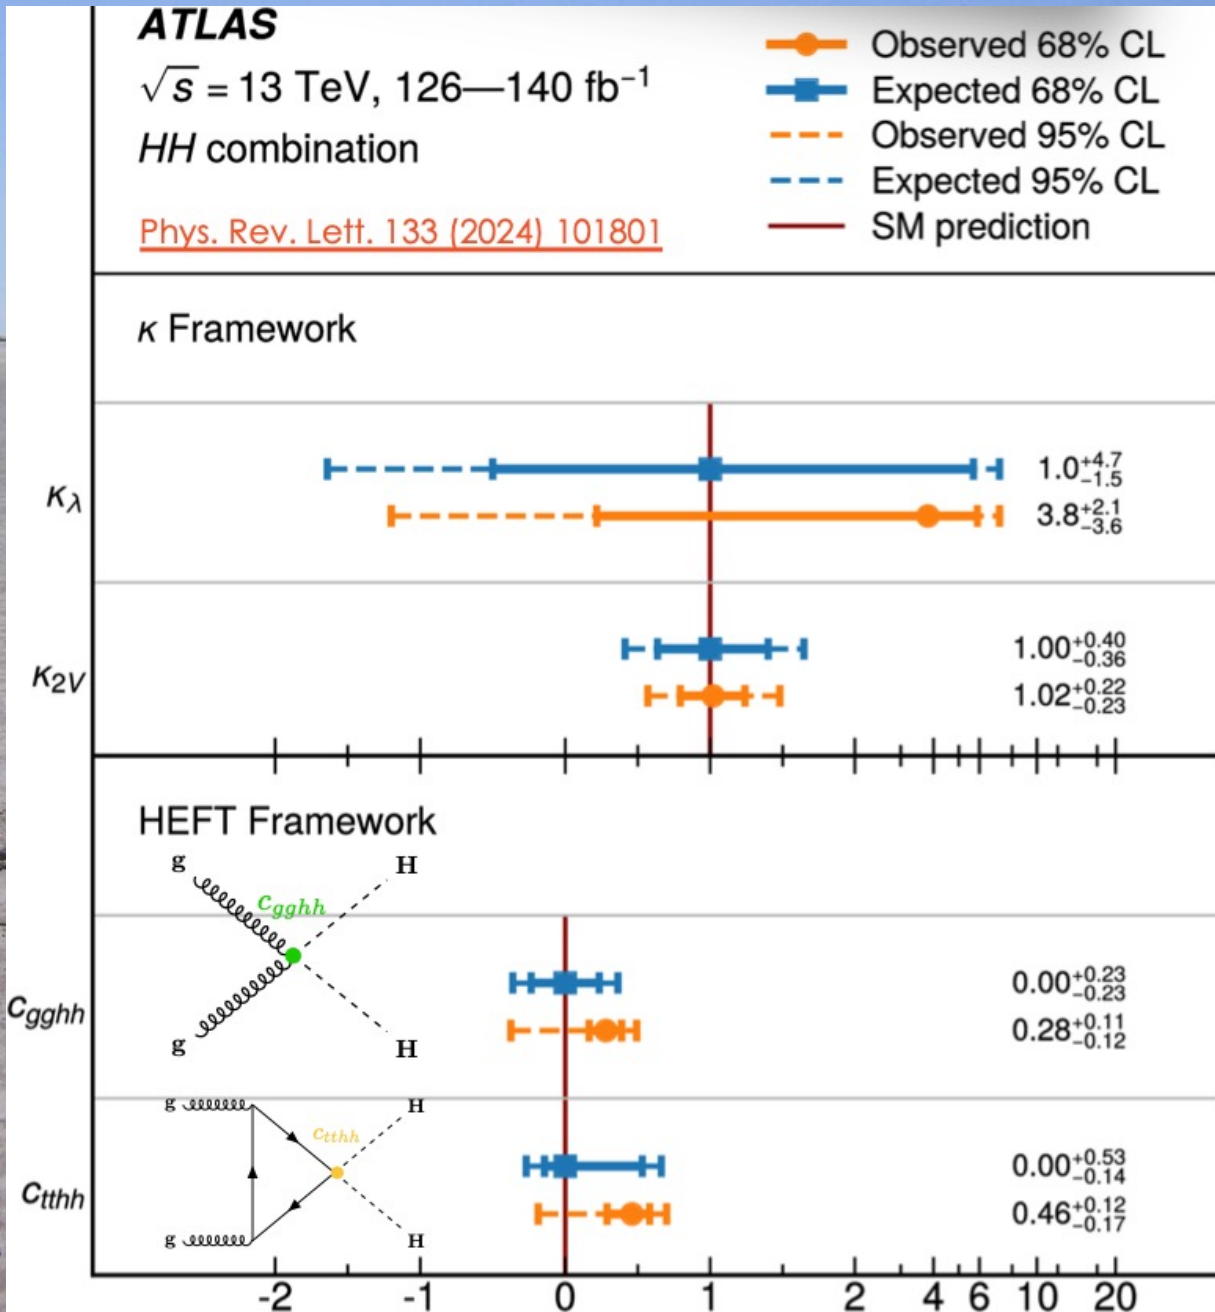 ATLAS
√s = 13 TeV, 126—140 fb⁻¹
HH combination
Phys. Rev. Lett. 133 (2024) 101801
Observed 68% CL
Expected 68% CL
Observed 95% CL
Expected 95% CL
SM prediction
κ Framework
κλ
1.0 +4.7 −1.5
3.8 +2.1 −3.6
κ2V
1.00 +0.40 −0.36
1.02 +0.22 −0.23
HEFT Framework
g
H
cgghh
g
H
cgghh
0.00 +0.23 −0.23
0.28 +0.11 −0.12
g
H
ctthh
g
H
ctthh
0.00 +0.53 −0.14
0.46 +0.12 −0.17
-2 -1 0 1 2 4 6 10 20